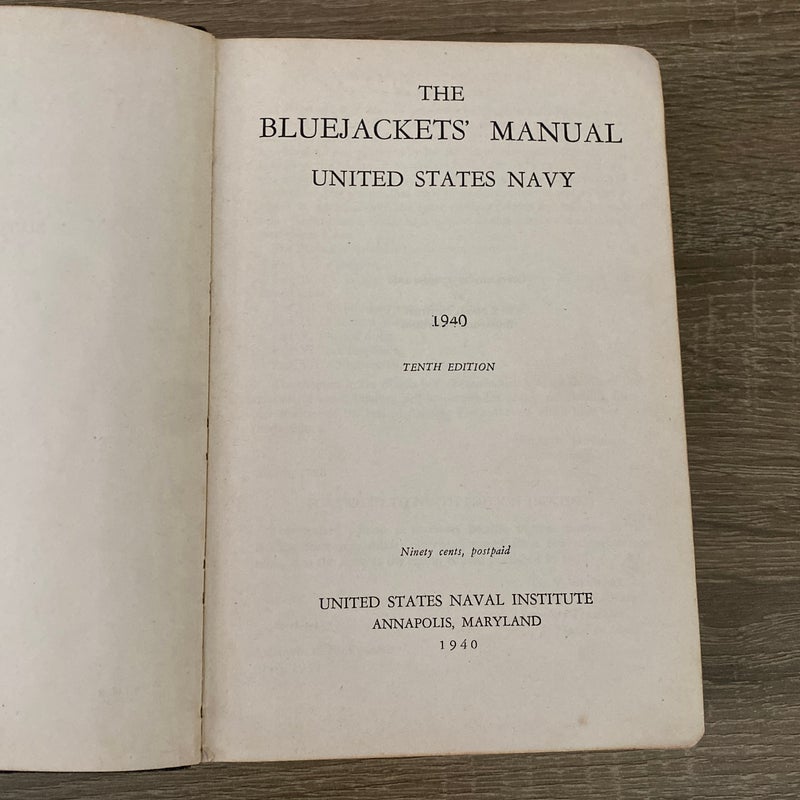 THE
BLUEJACKETS' MANUAL
UNITED STATES NAVY
1940
TENTH EDITION
Ninety cents, postpaid
UNITED STATES NAVAL INSTITUTE
ANNAPOLIS, MARYLAND
1940